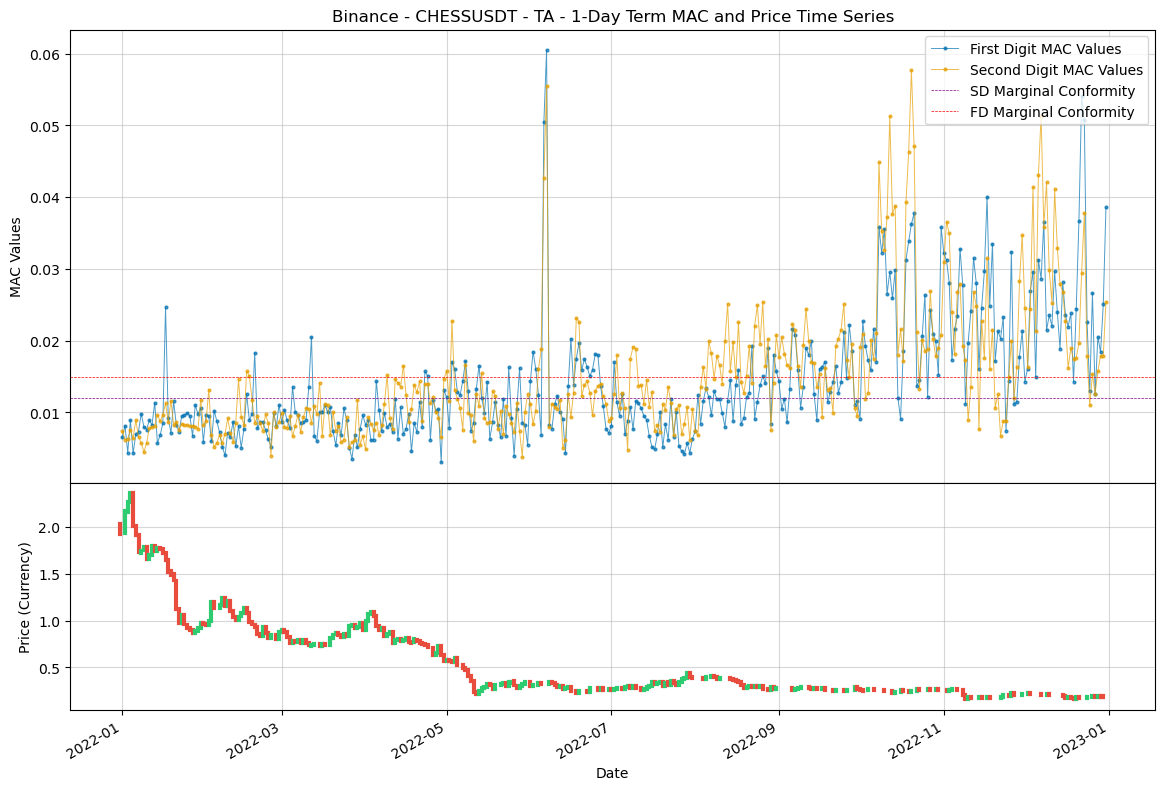 Binance - CHESSUSDT - TA - 1-Day Term MAC and Price Time Series
First Digit MAC Values
Second Digit MAC Values
SD Marginal Conformity
FD Marginal Conformity
MAC Values
0.06
0.05
0.04
0.03
0.02
0.01
Price (Currency)
2.0
1.5
1.0
0.5
2022-01
2022-03
2022-05
2022-07
2022-09
2022-11
2023-01
Date